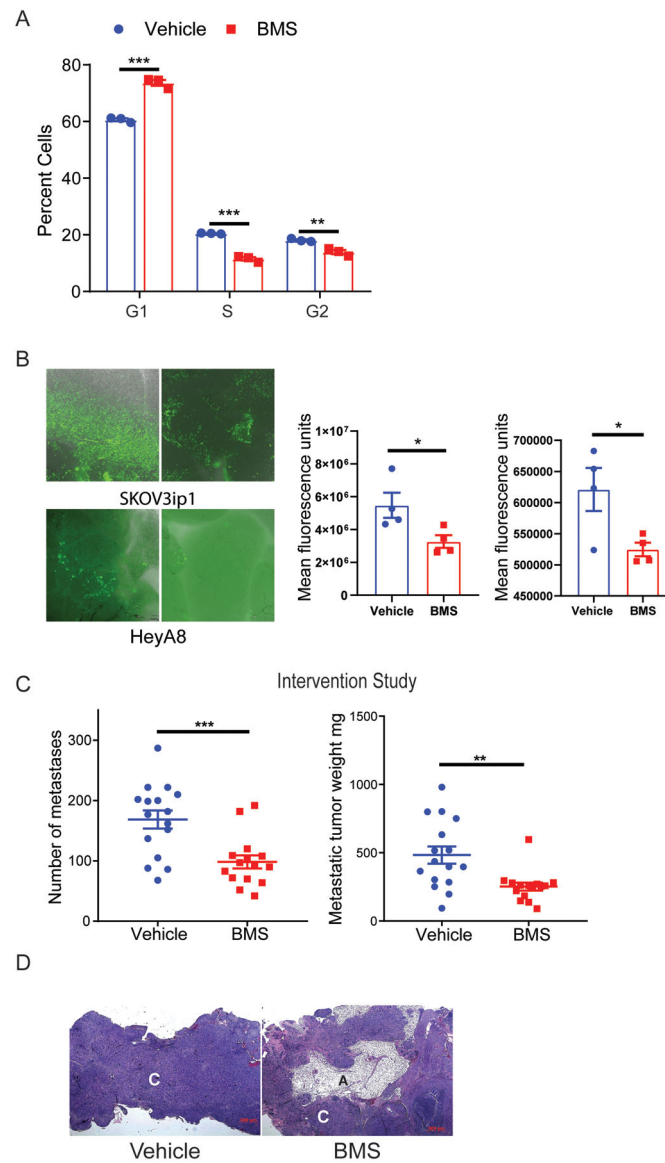 A
Vehicle BMS
Percent Cells
80
60
40
20
0
***
***
**
G1 S G2
B
SKOV3ip1
HeyA8
Mean fluorescence units
1×10⁷
8×10⁶
6×10⁶
4×10⁶
2×10⁶
0
*
Vehicle BMS
Mean fluorescence units
700000
650000
600000
550000
500000
450000
*
Vehicle BMS
C
Intervention Study
Number of metastases
300
200
100
0
***
Vehicle BMS
Metastatic tumor weight mg
1500
1000
500
0
**
Vehicle BMS
D
C
A
C
Vehicle BMS